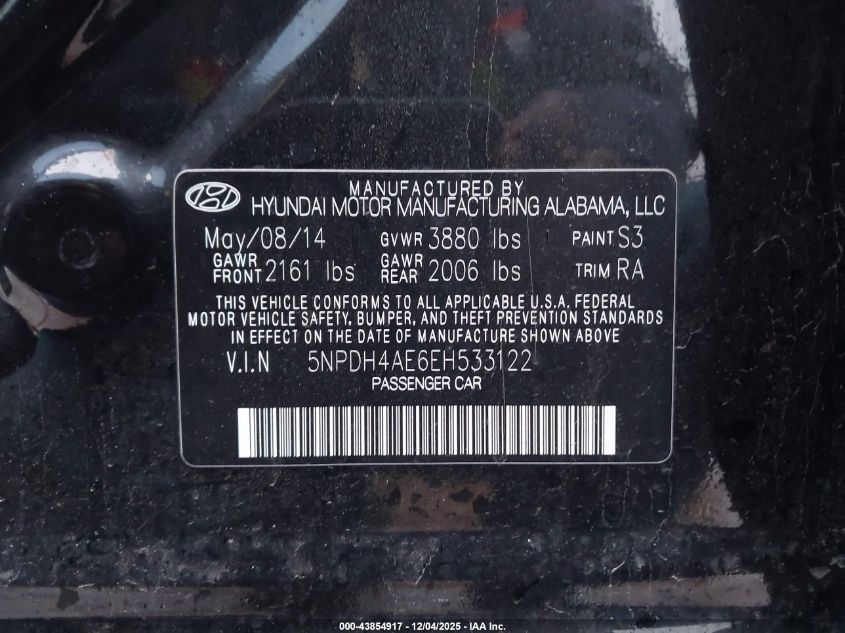 MANUFACTURED BY
HYUNDAI MOTOR MANUFACTURING ALABAMA, LLC
May/08/14 GVWR 3880 lbs PAINT S3
GAWR FRONT 2161 lbs GAWR REAR 2006 lbs TRIM RA
THIS VEHICLE CONFORMS TO ALL APPLICABLE U.S.A. FEDERAL
MOTOR VEHICLE SAFETY, BUMPER, AND THEFT PREVENTION STANDARDS
IN EFFECT ON THE DATE OF MANUFACTURE SHOWN ABOVE
V.I.N 5NPDH4AE6EH533122
PASSENGER CAR
000-43854917 - 12/04/2025 - IAA Inc.